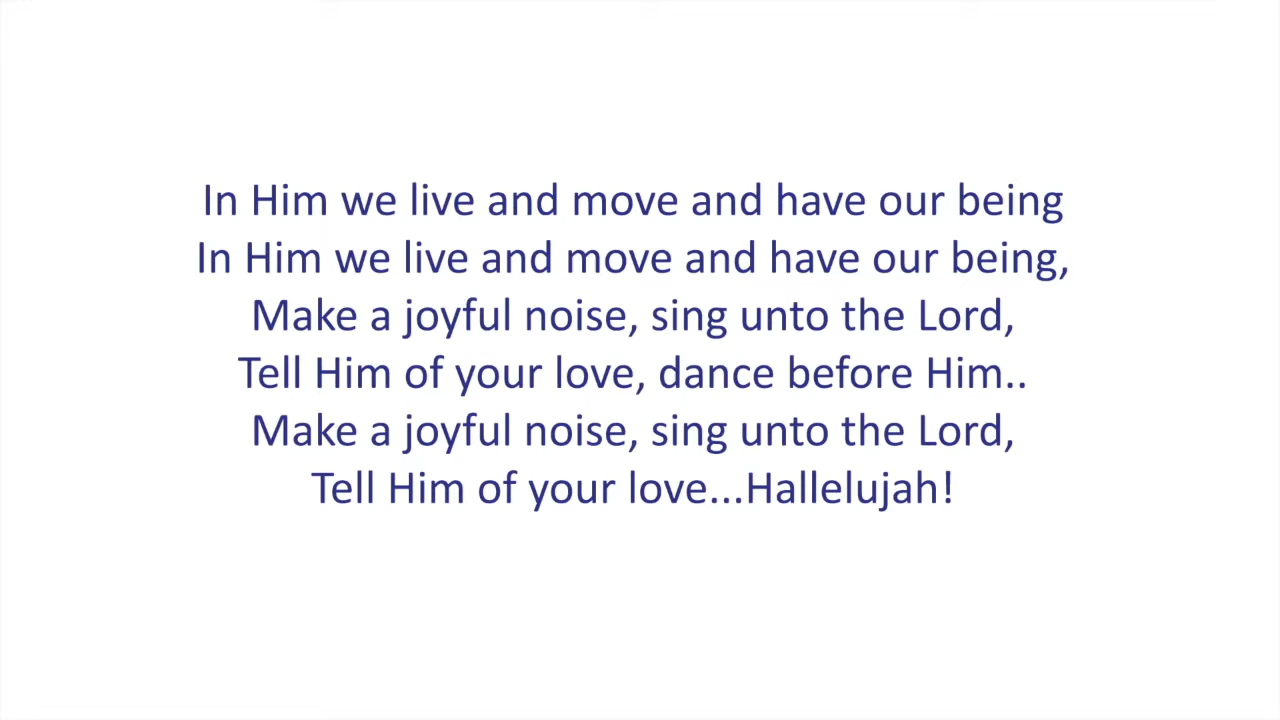 In Him we live and move and have our being
In Him we live and move and have our being,
Make a joyful noise, sing unto the Lord,
Tell Him of your love, dance before Him..
Make a joyful noise, sing unto the Lord,
Tell Him of your love...Hallelujah!